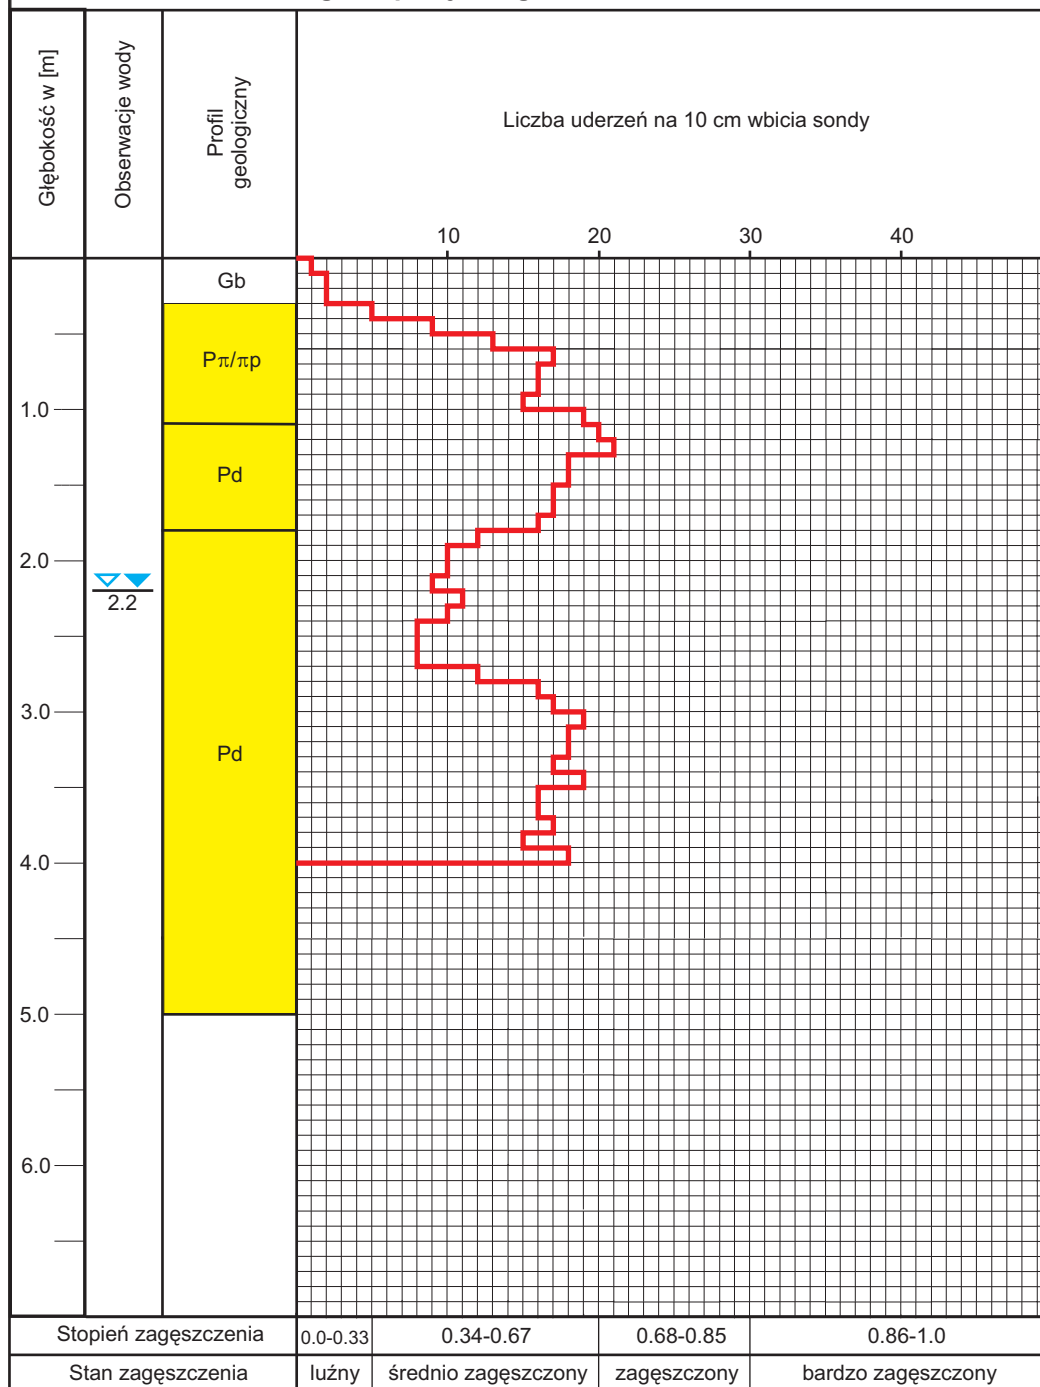 Głębokość w [m]
Obserwacje wody
Profil
geologiczny
Liczba uderzeń na 10 cm wbicia sondy
10 20 30 40
Gb
Pπ/πp
1.0
Pd
2.0
2.2
3.0
Pd
4.0
5.0
6.0
Stopień zagęszczenia 0.0-0.33 0.34-0.67 0.68-0.85 0.86-1.0
Stan zagęszczenia luźny średnio zagęszczony zagęszczony bardzo zagęszczony